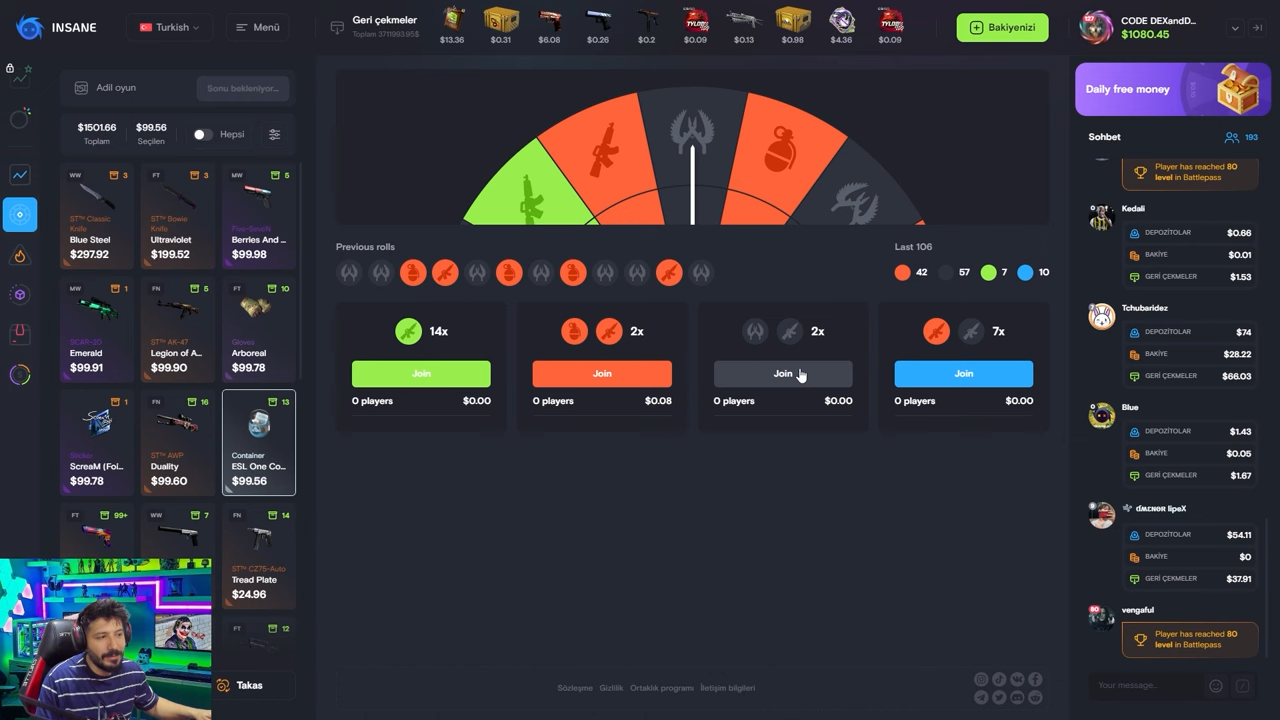 INSANE
Turkish
Menü
Geri çekmeler
Toplam 3711993.95$
$13.36
$0.31
$6.08
$0.26
$0.2
$0.09
$0.13
$0.98
$4.36
$0.09
Bakiyenizi
127
CODE DEXandD...
$1080.45
Adil oyun
Sonu bekleniyor...
$1501.66
Toplam
$99.56
Seçilen
Hepsi
WW 3
ST™ Classic
Knife
Blue Steel
$297.92
FT 3
ST™ Bowie
Knife
Ultraviolet
$199.52
MW 5
Five-SeveN
Berries And ...
$99.98
MW 1
SCAR-20
Emerald
$99.91
FN 5
ST™ AK-47
Legion of A...
$99.90
FT 10
Gloves
Arboreal
$99.78
1
Sticker
ScreaM (Foi...
$99.78
FN 16
ST™ AWP
Duality
$99.60
13
Container
ESL One Co...
$99.56
FT 99+
WW 7
FN 14
ST™ CZ75-Auto
Tread Plate
$24.96
FT 12
Takas
Previous rolls
Last 106
42
57
7
10
14x
Join
0 players $0.00
2x
Join
0 players $0.08
2x
Join
0 players $0.00
7x
Join
0 players $0.00
Sözleşme Gizlilik Ortaklık programı İletişim bilgileri
Daily free money
Sohbet
193
Player has reached 80
level in Battlepass
0
Kedali
DEPOZİTOLAR $0.66
BAKİYE $0.01
GERİ ÇEKMELER $1.53
Tchubaridez
DEPOZİTOLAR $74
BAKİYE $28.22
GERİ ÇEKMELER $66.03
0
Blue
DEPOZİTOLAR $1.43
BAKİYE $0.05
GERİ ÇEKMELER $1.67
lipeX
DEPOZİTOLAR $54.11
BAKİYE $0
GERİ ÇEKMELER $37.91
80
vengaful
Player has reached 80
level in Battlepass
Your message...